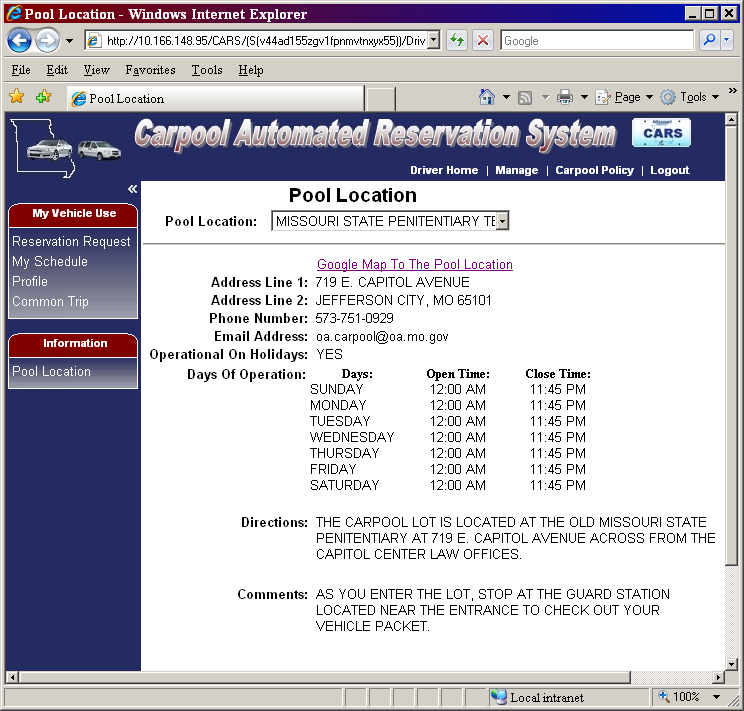 Pool Location - Windows Internet Explorer
http://10.166.148.95/CARS/(S(v44ad155zgv1fpnmvtnxyx55))/Driv
Google
File Edit View Favorites Tools Help
Pool Location
Page Tools »
Carpool Automated Reservation System
CARS
Driver Home | Manage | Carpool Policy | Logout
«
My Vehicle Use
Reservation Request
My Schedule
Profile
Common Trip
Information
Pool Location
Pool Location
Pool Location: MISSOURI STATE PENITENTIARY TE
Google Map To The Pool Location
Address Line 1: 719 E. CAPITOL AVENUE
Address Line 2: JEFFERSON CITY, MO 65101
Phone Number: 573-751-0929
Email Address: oa.carpool@oa.mo.gov
Operational On Holidays: YES
Days Of Operation: Days: Open Time: Close Time:
SUNDAY 12:00 AM 11:45 PM
MONDAY 12:00 AM 11:45 PM
TUESDAY 12:00 AM 11:45 PM
WEDNESDAY 12:00 AM 11:45 PM
THURSDAY 12:00 AM 11:45 PM
FRIDAY 12:00 AM 11:45 PM
SATURDAY 12:00 AM 11:45 PM
Directions: THE CARPOOL LOT IS LOCATED AT THE OLD MISSOURI STATE
PENITENTIARY AT 719 E. CAPITOL AVENUE ACROSS FROM THE
CAPITOL CENTER LAW OFFICES.
Comments: AS YOU ENTER THE LOT, STOP AT THE GUARD STATION
LOCATED NEAR THE ENTRANCE TO CHECK OUT YOUR
VEHICLE PACKET.
Local intranet 100%